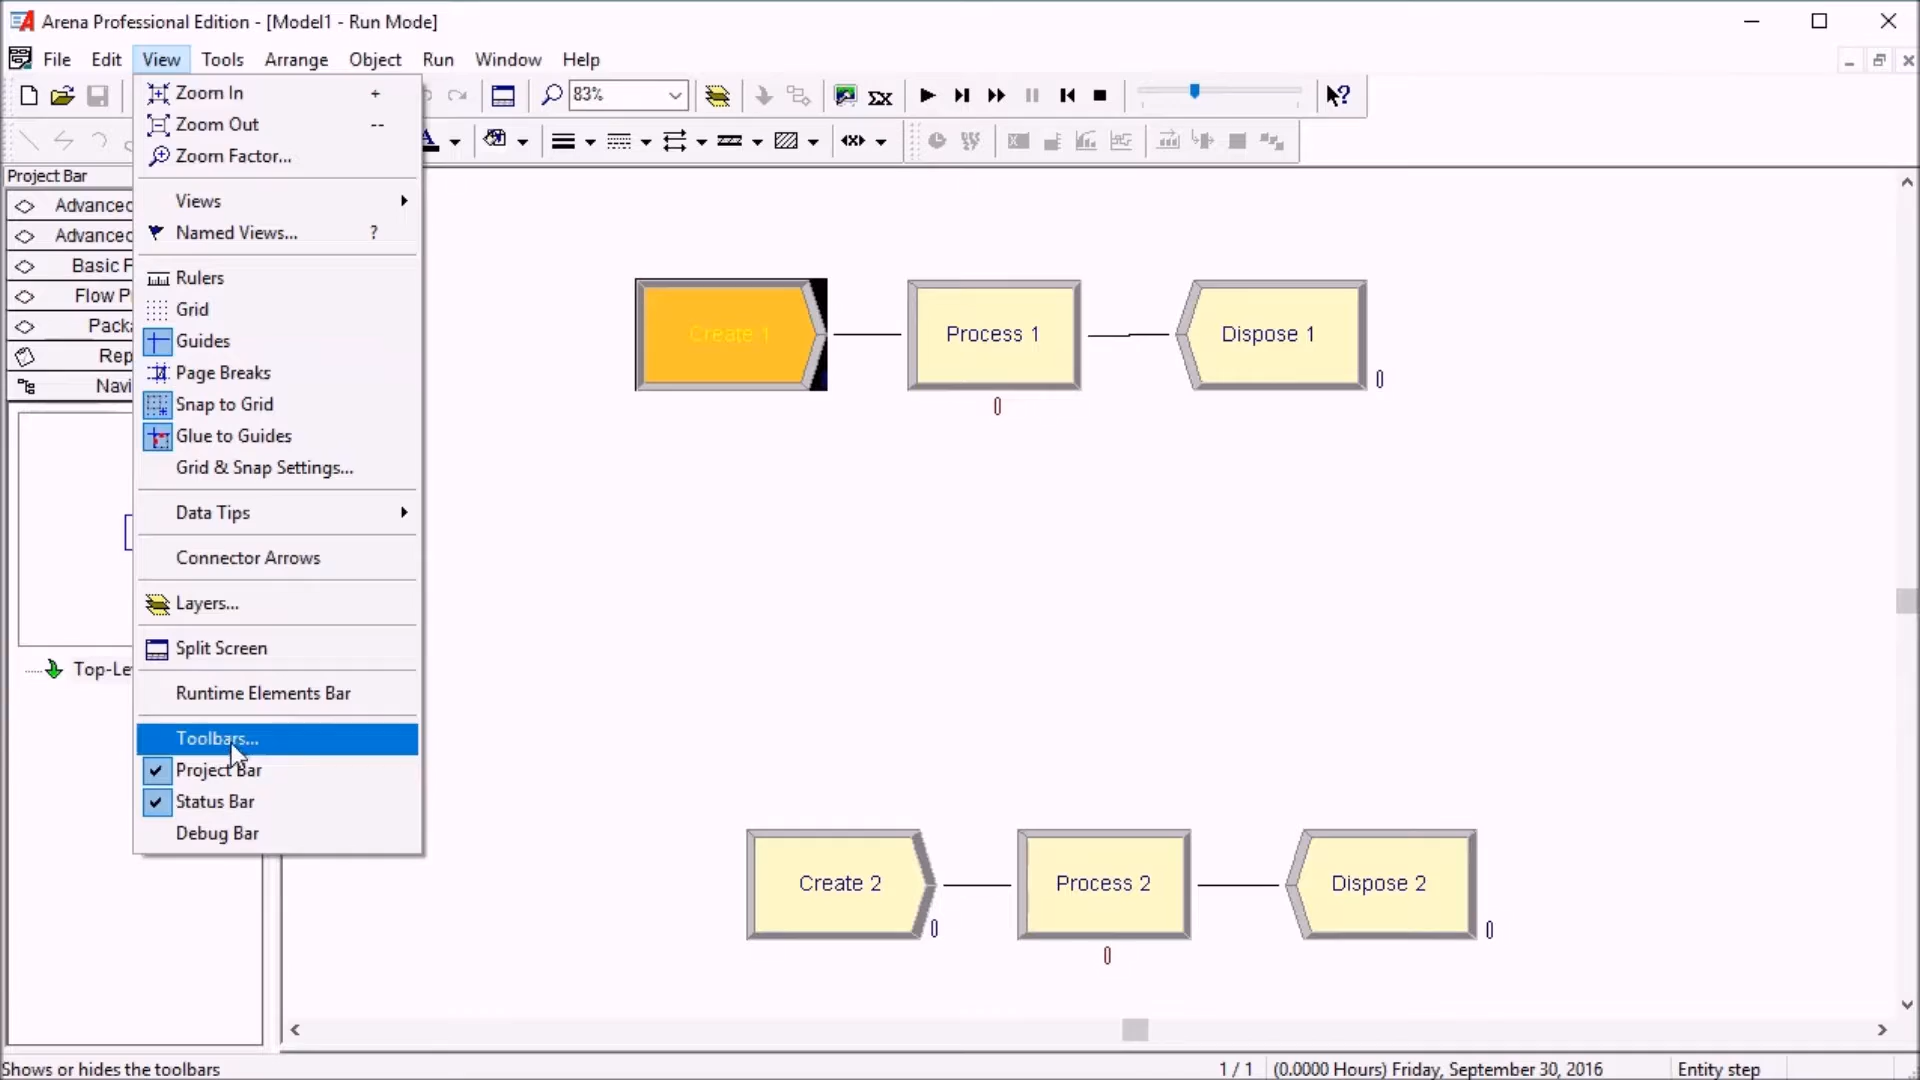 Arena Professional Edition - [Model1 - Run Mode]
File Edit View Tools Arrange Object Run Window Help
83%
Project Bar
Advanced
Advanced
Basic
Flow
Top-Le
Zoom In +
Zoom Out --
Zoom Factor...
Views
Named Views... ?
Rulers
Grid
Guides
Page Breaks
Snap to Grid
Glue to Guides
Grid & Snap Settings...
Data Tips
Connector Arrows
Layers...
Split Screen
Runtime Elements Bar
Toolbars...
Project Bar
Status Bar
Debug Bar
Create 1
Process 1
Dispose 1
0
0
Create 2
Process 2
Dispose 2
0
0
0
Shows or hides the toolbars
1 / 1
(0.0000 Hours) Friday, September 30, 2016
Entity step